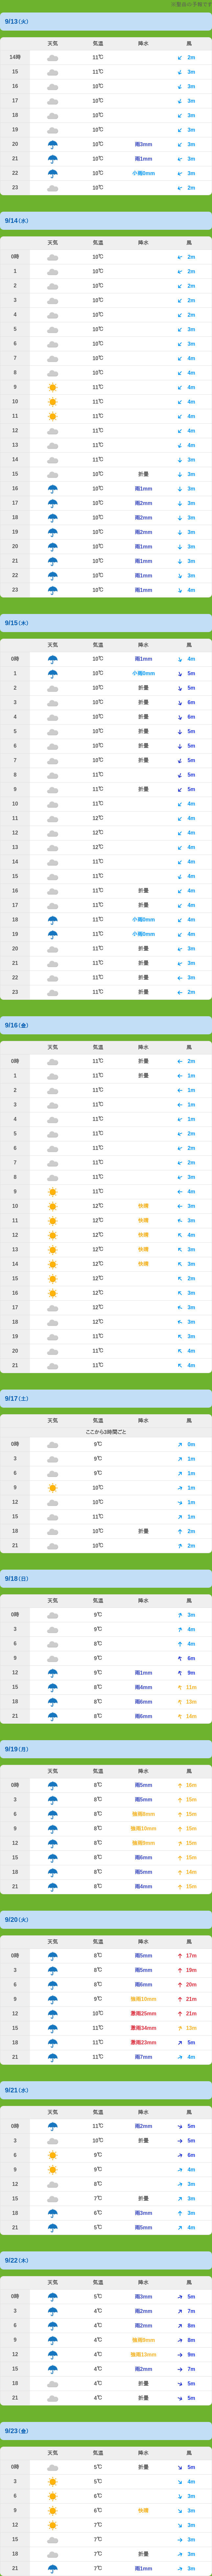 9/13(火)
天気 気温 降水 風
14時 11℃ 2m
15 11℃ 3m
16 10℃ 3m
17 10℃ 3m
18 10℃ 3m
19 10℃ 3m
20 10℃ 雨3mm 3m
21 10℃ 雨1mm 3m
22 10℃ 小雨0mm 3m
23 10℃ 2m
9/14(水)
天気 気温 降水 風
0時 10℃ 2m
1 10℃ 2m
2 10℃ 2m
3 10℃ 2m
4 10℃ 2m
5 10℃ 3m
6 10℃ 3m
7 10℃ 4m
8 10℃ 4m
9 11℃ 4m
10 11℃ 4m
11 11℃ 4m
12 11℃ 4m
13 11℃ 4m
14 11℃ 3m
15 10℃ 折曇 3m
16 10℃ 雨1mm 3m
17 10℃ 雨2mm 3m
18 10℃ 雨2mm 3m
19 10℃ 雨2mm 3m
20 10℃ 雨1mm 3m
21 10℃ 雨1mm 3m
22 10℃ 雨1mm 3m
23 10℃ 雨1mm 4m
9/15(木)
天気 気温 降水 風
0時 10℃ 雨1mm 4m
1 10℃ 小雨0mm 5m
2 10℃ 折曇 5m
3 10℃ 折曇 6m
4 10℃ 折曇 6m
5 10℃ 折曇 5m
6 10℃ 折曇 5m
7 10℃ 折曇 5m
8 11℃ 5m
9 11℃ 折曇 5m
10 11℃ 4m
11 12℃ 4m
12 12℃ 4m
13 12℃ 4m
14 11℃ 4m
15 11℃ 4m
16 11℃ 折曇 4m
17 11℃ 折曇 4m
18 11℃ 小雨0mm 4m
19 11℃ 小雨0mm 4m
20 11℃ 折曇 3m
21 11℃ 折曇 3m
22 11℃ 折曇 3m
23 11℃ 折曇 2m
9/16(金)
天気 気温 降水 風
0時 11℃ 折曇 2m
1 11℃ 折曇 1m
2 11℃ 1m
3 11℃ 1m
4 11℃ 1m
5 11℃ 2m
6 11℃ 2m
7 11℃ 2m
8 11℃ 3m
9 11℃ 4m
10 12℃ 快晴 3m
11 12℃ 快晴 3m
12 12℃ 快晴 4m
13 12℃ 快晴 3m
14 12℃ 快晴 3m
15 12℃ 2m
16 12℃ 3m
17 12℃ 3m
18 12℃ 3m
19 11℃ 3m
20 11℃ 4m
21 11℃ 4m
9/17(土)
天気 気温 降水 風
ここから3時間ごと
0時 9℃ 0m
3 9℃ 1m
6 9℃ 1m
9 10℃ 1m
12 10℃ 1m
15 11℃ 1m
18 10℃ 折曇 2m
21 10℃ 2m
9/18(日)
天気 気温 降水 風
0時 9℃ 3m
3 9℃ 4m
6 8℃ 4m
9 9℃ 6m
12 9℃ 雨1mm 9m
15 8℃ 雨4mm 11m
18 8℃ 雨6mm 13m
21 8℃ 雨6mm 14m
9/19(月)
天気 気温 降水 風
0時 8℃ 雨5mm 16m
3 8℃ 雨5mm 15m
6 8℃ 強雨8mm 15m
9 8℃ 強雨10mm 15m
12 8℃ 強雨9mm 15m
15 8℃ 雨6mm 15m
18 8℃ 雨5mm 14m
21 8℃ 雨4mm 15m
9/20(火)
天気 気温 降水 風
0時 8℃ 雨5mm 17m
3 8℃ 雨5mm 19m
6 8℃ 雨6mm 20m
9 9℃ 強雨19mm 21m
12 10℃ 豪雨25mm 21m
15 11℃ 豪雨34mm 13m
18 11℃ 豪雨23mm 5m
21 11℃ 雨7mm 4m
9/21(水)
天気 気温 降水 風
0時 11℃ 雨2mm 5m
3 10℃ 折曇 5m
6 9℃ 6m
9 9℃ 4m
12 8℃ 3m
15 7℃ 折曇 3m
18 6℃ 雨3mm 3m
21 5℃ 雨5mm 4m
9/22(木)
天気 気温 降水 風
0時 5℃ 雨3mm 5m
3 4℃ 雨2mm 7m
6 4℃ 雨2mm 8m
9 4℃ 強雨9mm 8m
12 4℃ 強雨13mm 9m
15 4℃ 雨2mm 7m
18 4℃ 折曇 5m
21 4℃ 折曇 5m
9/23(金)
天気 気温 降水 風
0時 5℃ 折曇 5m
3 5℃ 4m
6 6℃ 3m
9 6℃ 快晴 3m
12 7℃ 3m
15 7℃ 3m
18 7℃ 折曇 3m
21 7℃ 雨1mm 3m